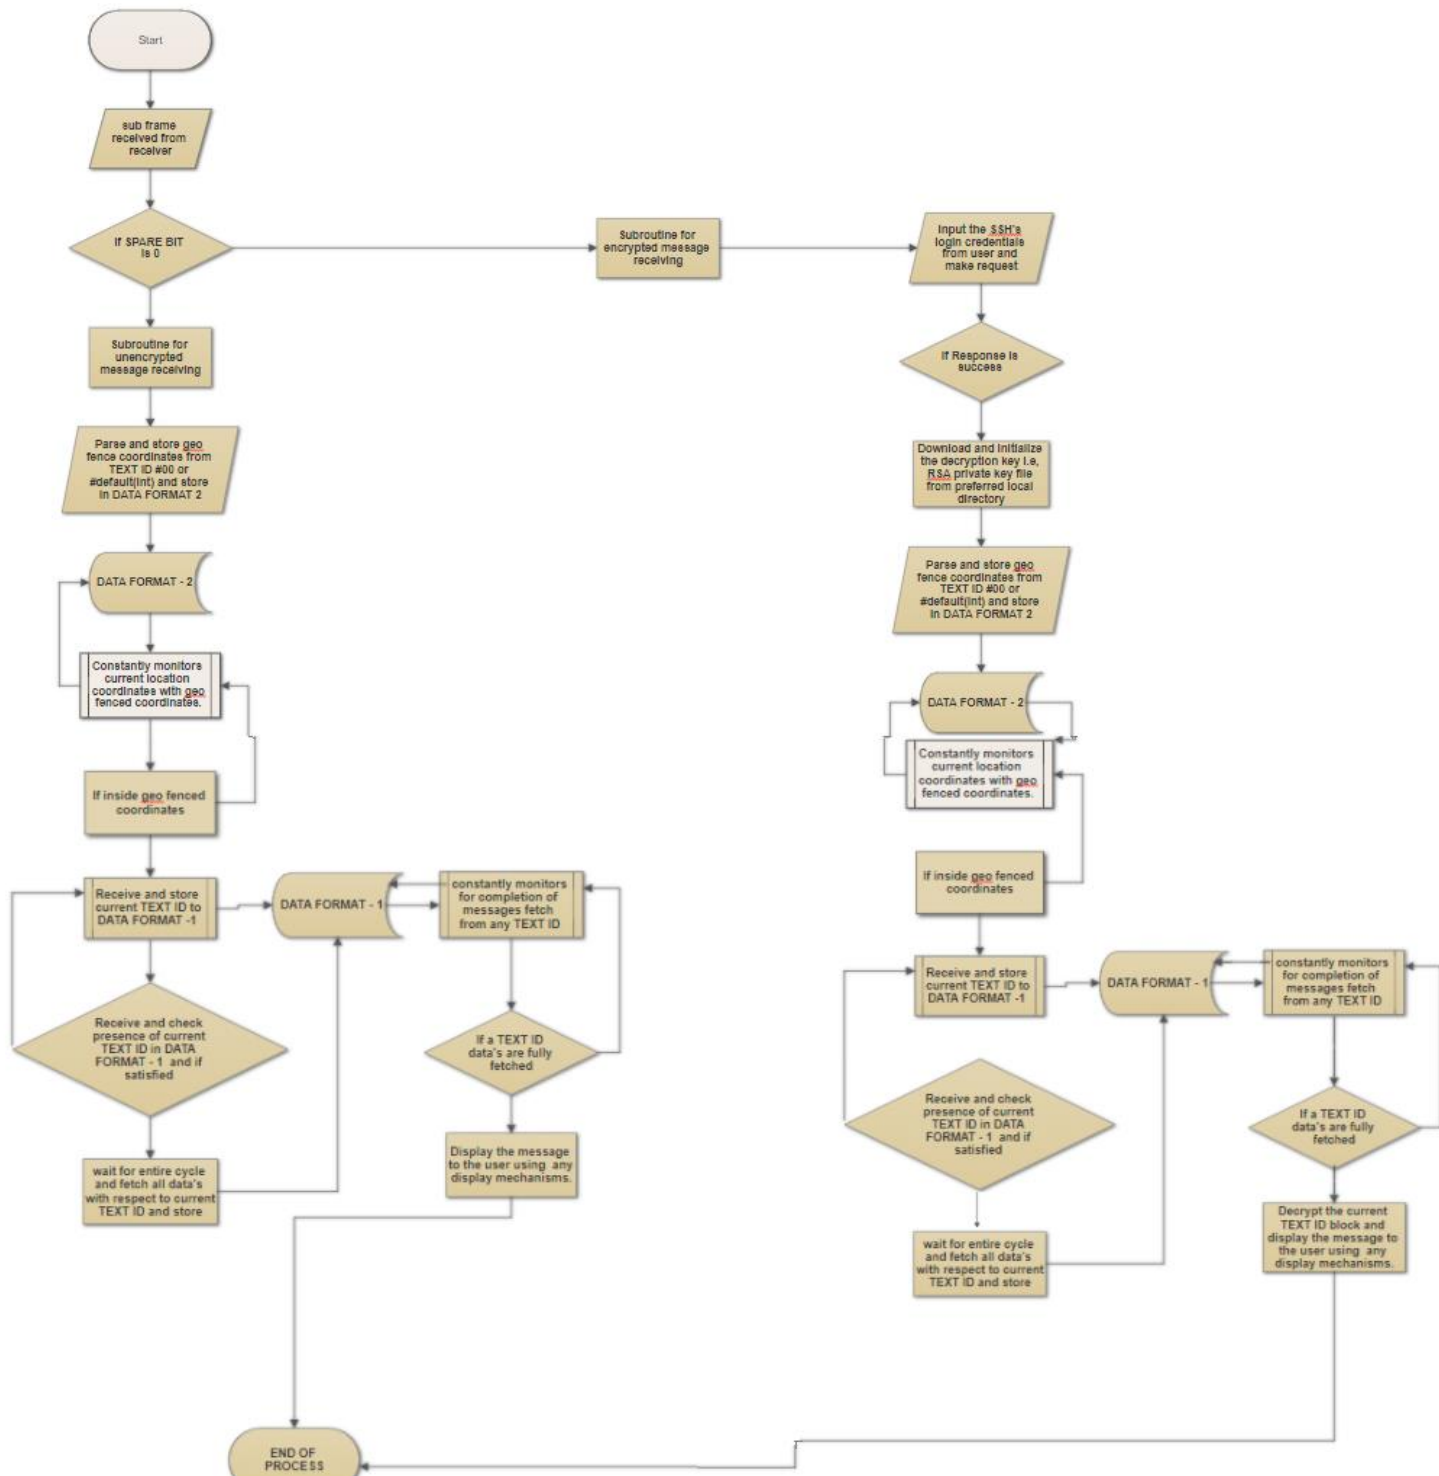 Start
sub frame
received from
receiver
If SPARE BIT
is 0
Subroutine for
encrypted message
receiving
Input the SSH's
login credentials
from user and
make request
Subroutine for
unencrypted
message receiving
If Response is
success
Parse and store geo
fence coordinates from
TEXT ID #00 or
#default(int) and store
in DATA FORMAT 2
Download and initialize
the decryption key i.e,
RSA private key file
from preferred local
directory
DATA FORMAT - 2
Parse and store geo
fence coordinates from
TEXT ID #00 or
#default(int) and store
in DATA FORMAT 2
Constantly monitors
current location
coordinates with geo
fenced coordinates.
DATA FORMAT - 2
Constantly monitors
current location
coordinates with geo
fenced coordinates.
If inside geo fenced
coordinates
If inside geo fenced
coordinates
Receive and store
current TEXT ID to
DATA FORMAT -1
DATA FORMAT - 1
constantly monitors
for completion of
messages fetch
from any TEXT ID
Receive and store
current TEXT ID to
DATA FORMAT -1
DATA FORMAT - 1
constantly monitors
for completion of
messages fetch
from any TEXT ID
Receive and check
presence of current
TEXT ID in DATA
FORMAT - 1 and if
satisfied
If a TEXT ID
data's are fully
fetched
Receive and check
presence of current
TEXT ID in DATA
FORMAT - 1 and if
satisfied
If a TEXT ID
data's are fully
fetched
wait for entire cycle
and fetch all data's
with respect to current
TEXT ID and store
Display the message
to the user using any
display mechanisms.
wait for entire cycle
and fetch all data's
with respect to current
TEXT ID and store
Decrypt the current
TEXT ID block and
display the message to
the user using any
display mechanisms.
END OF
PROCESS